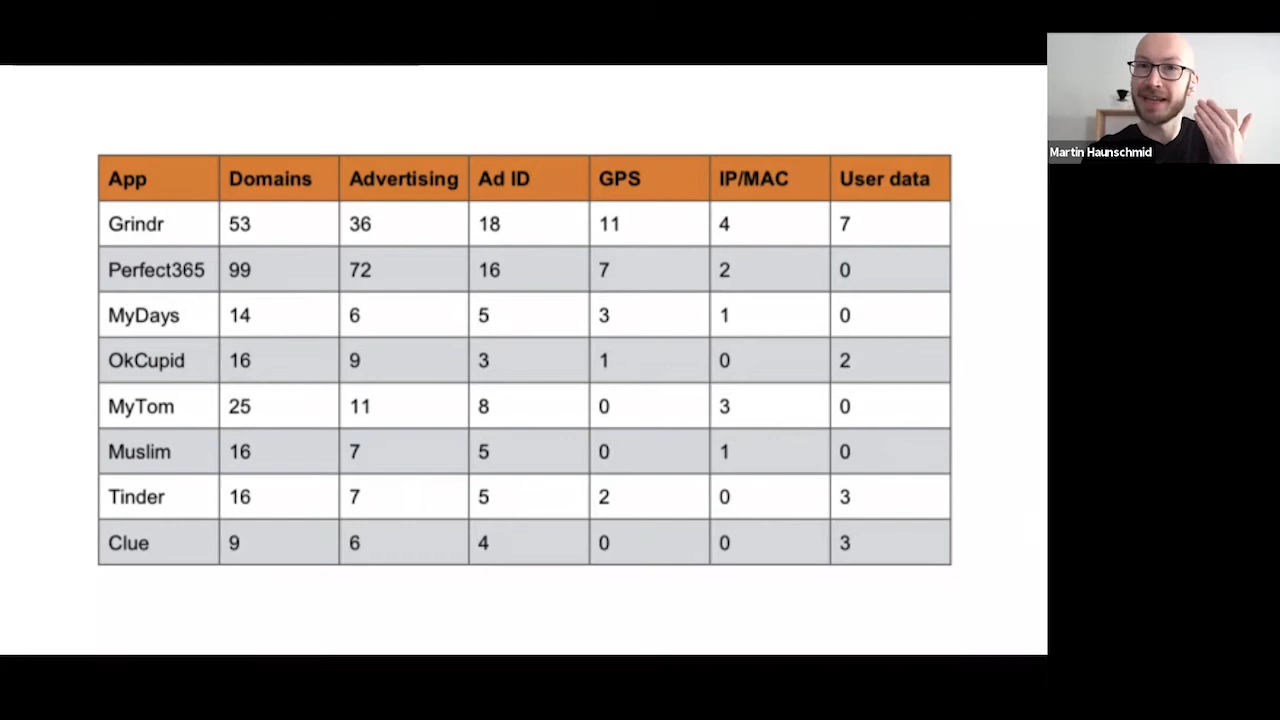 App Domains Advertising Ad ID GPS IP/MAC User data
Grindr 53 36 18 11 4 7
Perfect365 99 72 16 7 2 0
MyDays 14 6 5 3 1 0
OkCupid 16 9 3 1 0 2
MyTom 25 11 8 0 3 0
Muslim 16 7 5 0 1 0
Tinder 16 7 5 2 0 3
Clue 9 6 4 0 0 3
Martin Haunschmid